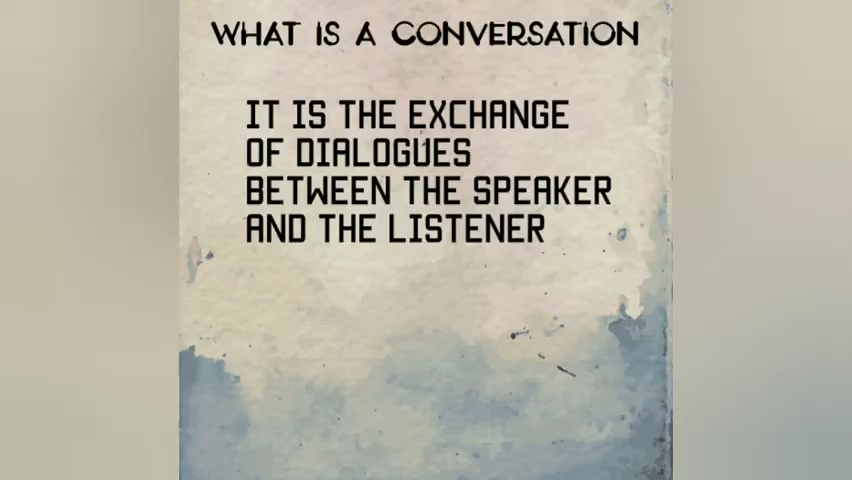 WHAT IS A CONVERSATION
IT IS THE EXCHANGE
OF DIALOGUES
BETWEEN THE SPEAKER
AND THE LISTENER